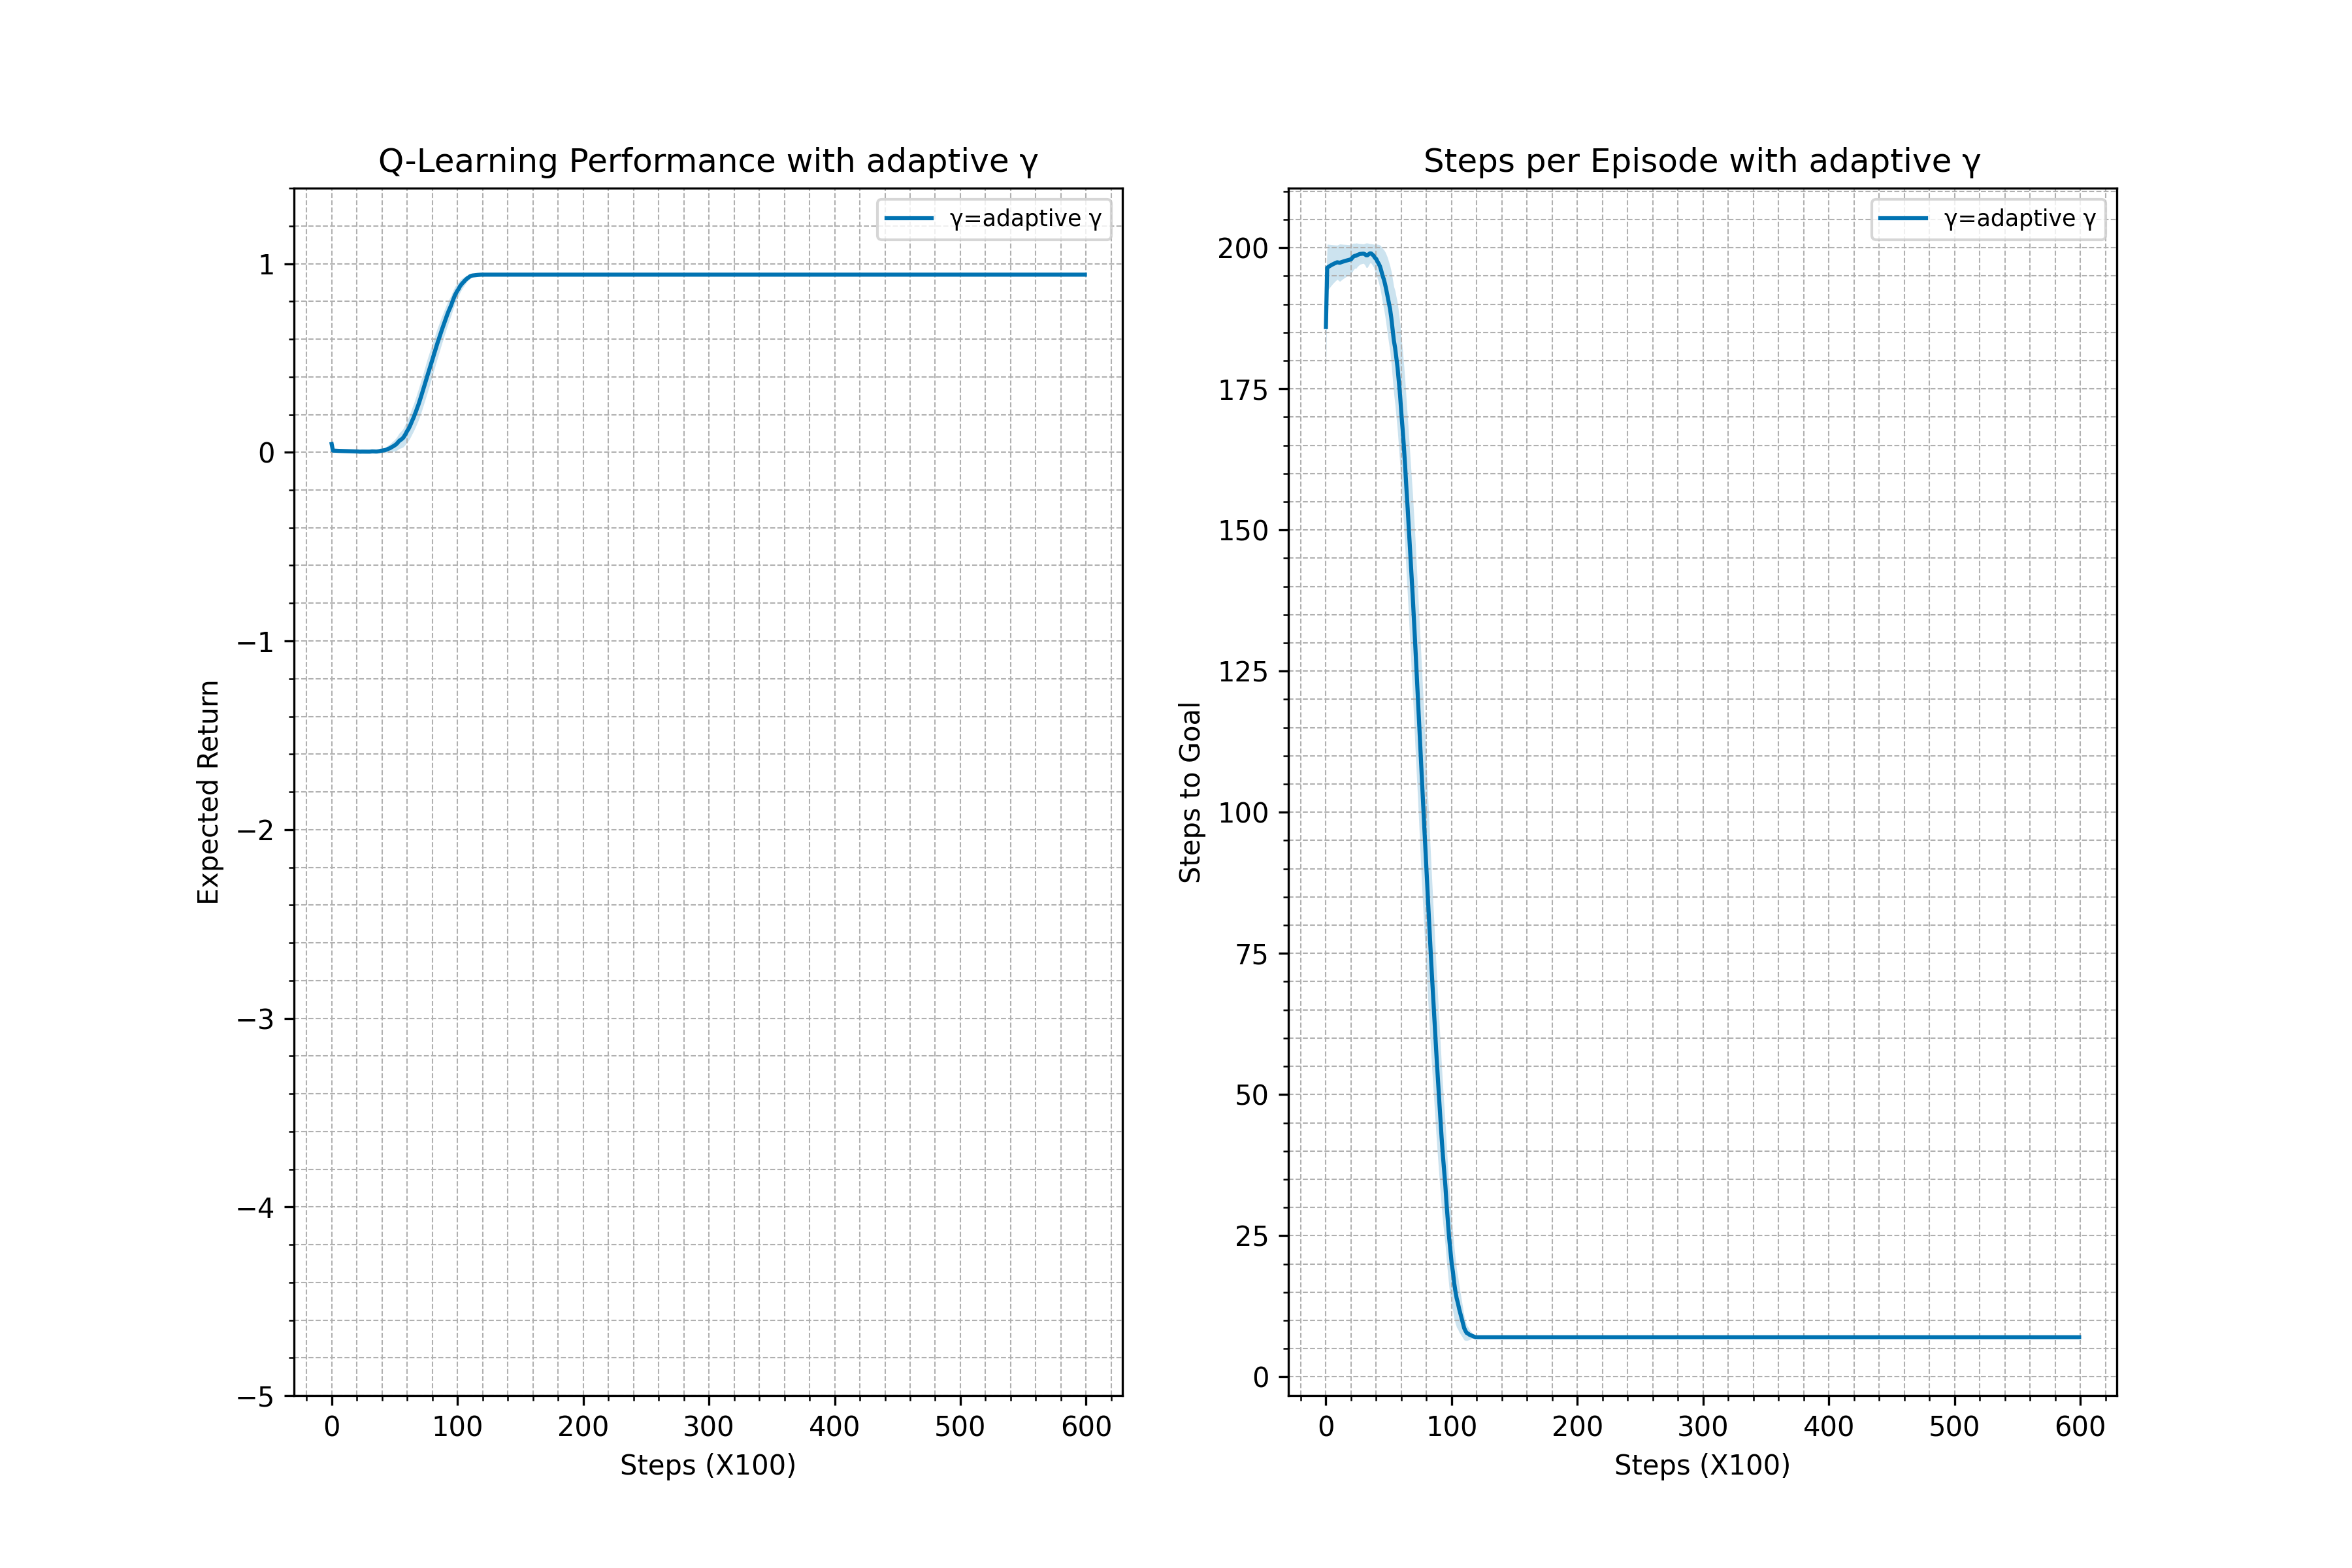 Q-Learning Performance with adaptive γ
γ=adaptive γ
1
0
−1
−2
−3
−4
−5
Expected Return
0 100 200 300 400 500 600
Steps (X100)
Steps per Episode with adaptive γ
γ=adaptive γ
200
175
150
125
100
75
50
25
0
Steps to Goal
0 100 200 300 400 500 600
Steps (X100)